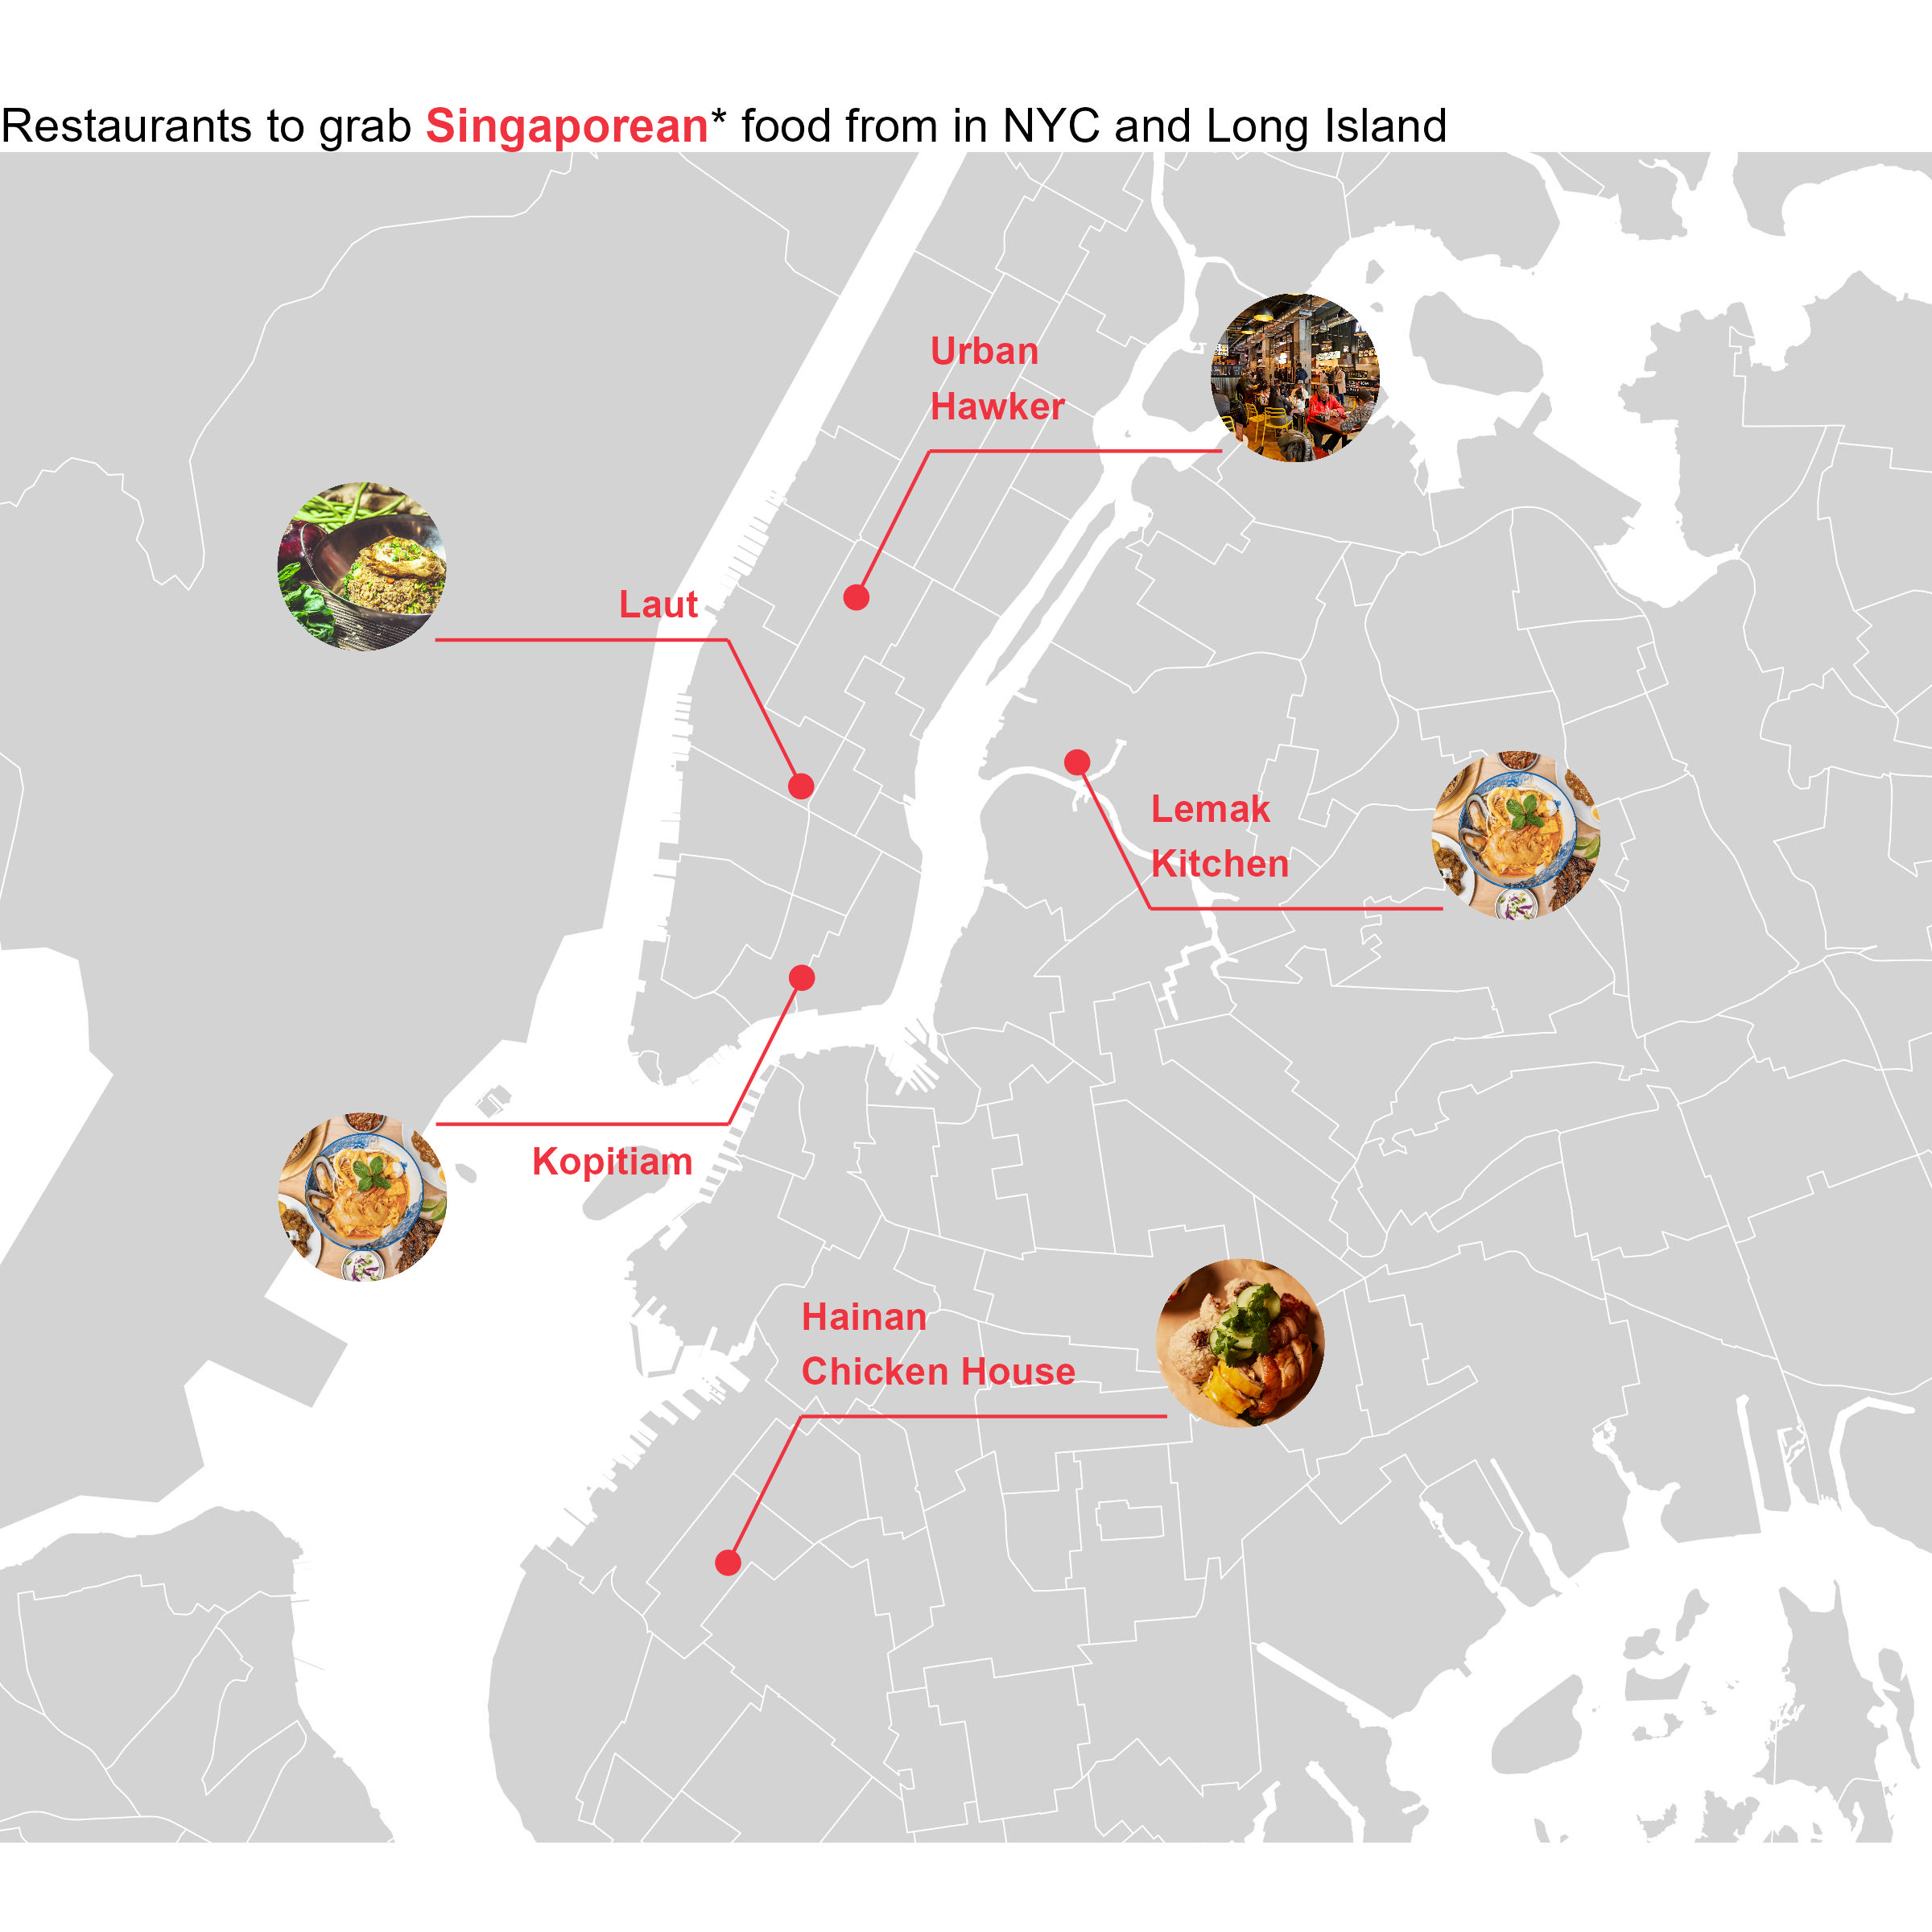 Restaurants to grab Singaporean* food from in NYC and Long Island
Urban
Hawker
Laut
Lemak
Kitchen
Kopitiam
Hainan
Chicken House